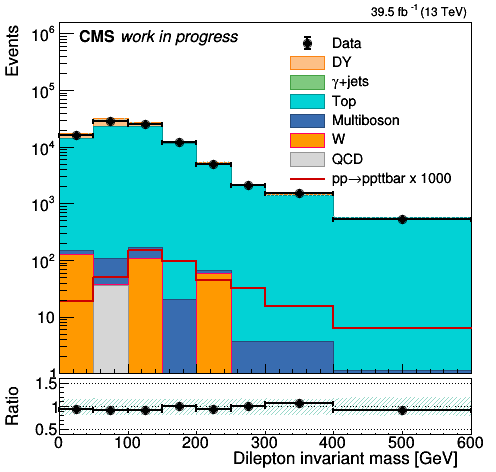 39.5 fb⁻¹ (13 TeV)
CMS work in progress
Events
10⁶
10⁵
10⁴
10³
10²
10
1
Data
DY
γ+jets
Top
Multiboson
W
QCD
pp→ppttbar x 1000
Ratio
1.5
1
0.5
0 100 200 300 400 500 600
Dilepton invariant mass [GeV]